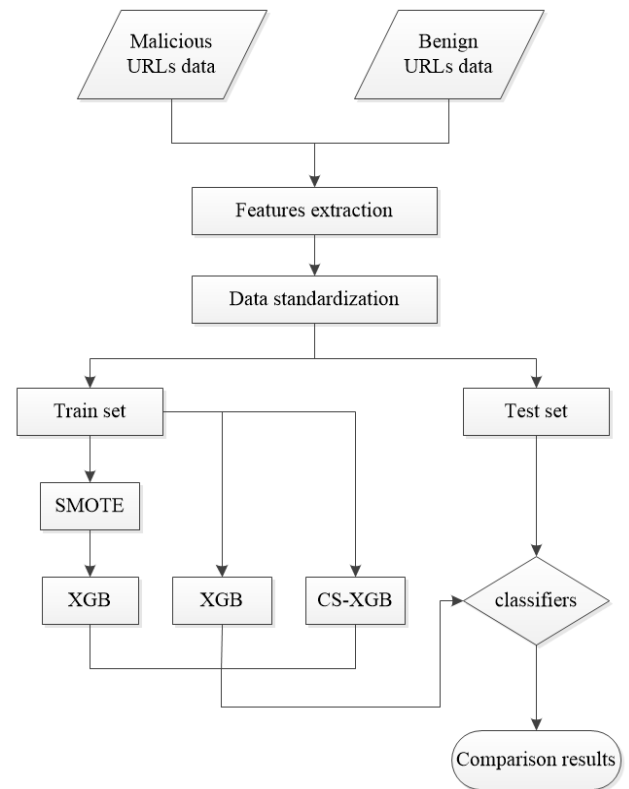 Malicious
URLs data
Benign
URLs data
Features extraction
Data standardization
Train set
Test set
SMOTE
XGB
XGB
CS-XGB
classifiers
Comparison results